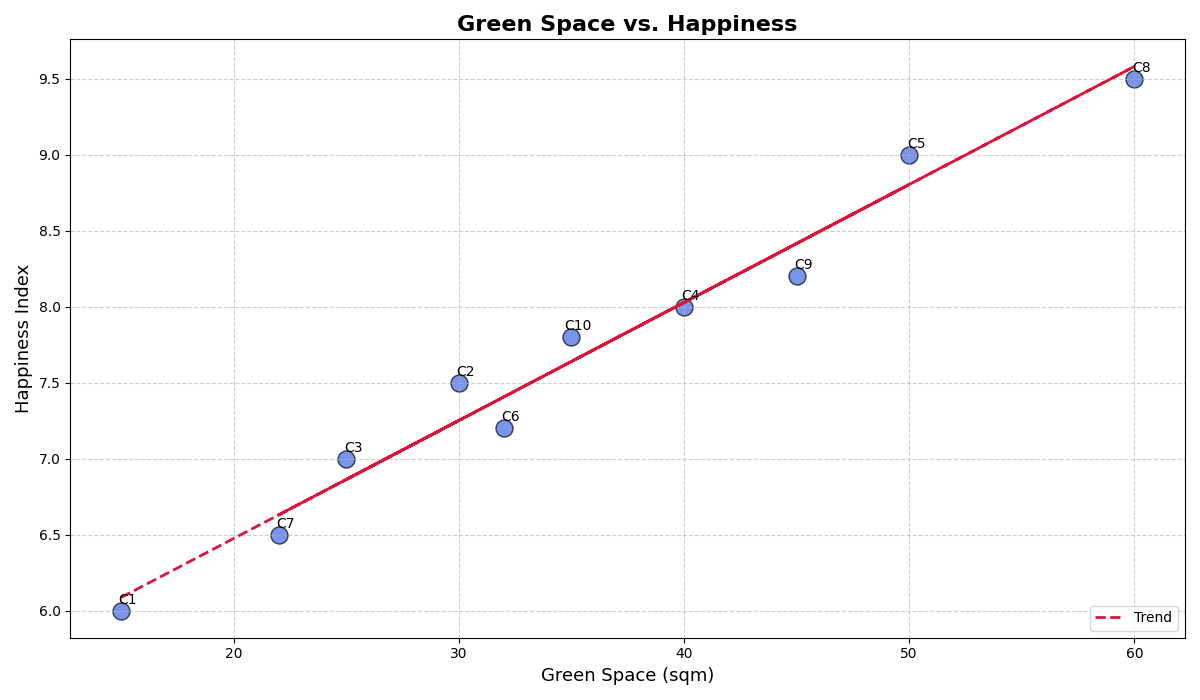 Green Space vs. Happiness
Happiness Index
9.5
9.0
8.5
8.0
7.5
7.0
6.5
6.0
C8
C5
C9
C4
C10
C2
C6
C3
C7
C1
Trend
20
30
40
50
60
Green Space (sqm)